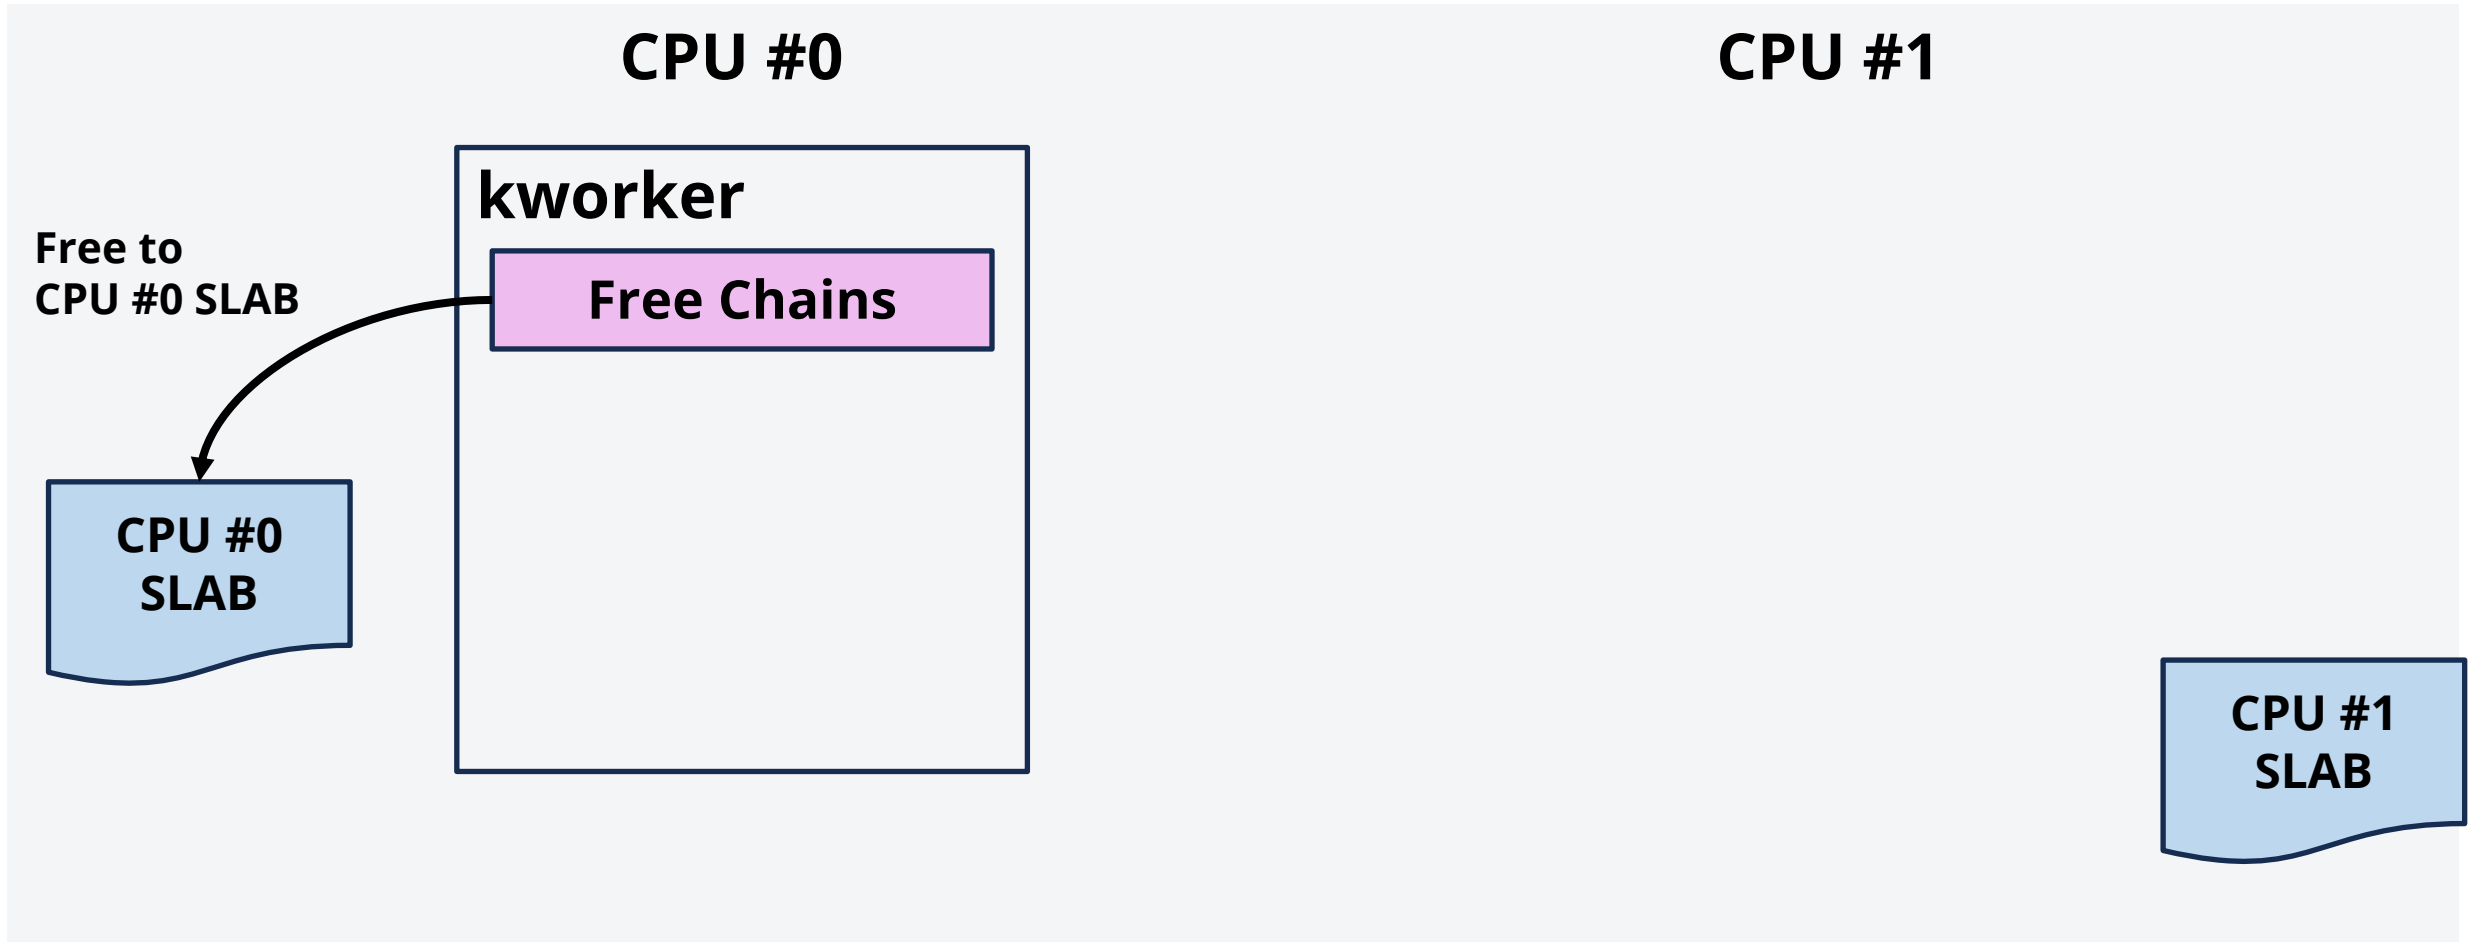 CPU #0
CPU #1
kworker
Free to
CPU #0 SLAB
Free Chains
CPU #0
SLAB
CPU #1
SLAB